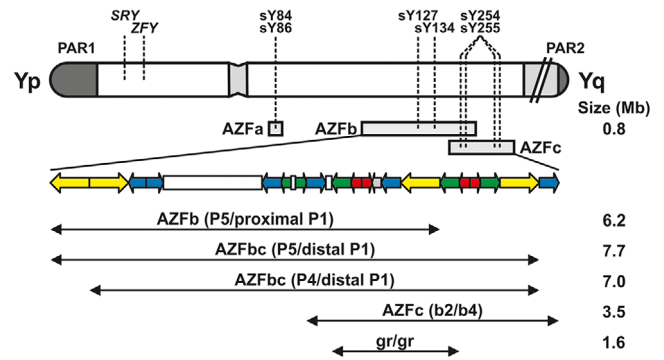 SRY
ZFY
sY84
sY86
sY127
sY134
sY254
sY255
PAR1
PAR2
Yp
Yq
Size (Mb)
AZFa
AZFb
0.8
AZFc
AZFb (P5/proximal P1)
6.2
AZFbc (P5/distal P1)
7.7
AZFbc (P4/distal P1)
7.0
AZFc (b2/b4)
3.5
gr/gr
1.6